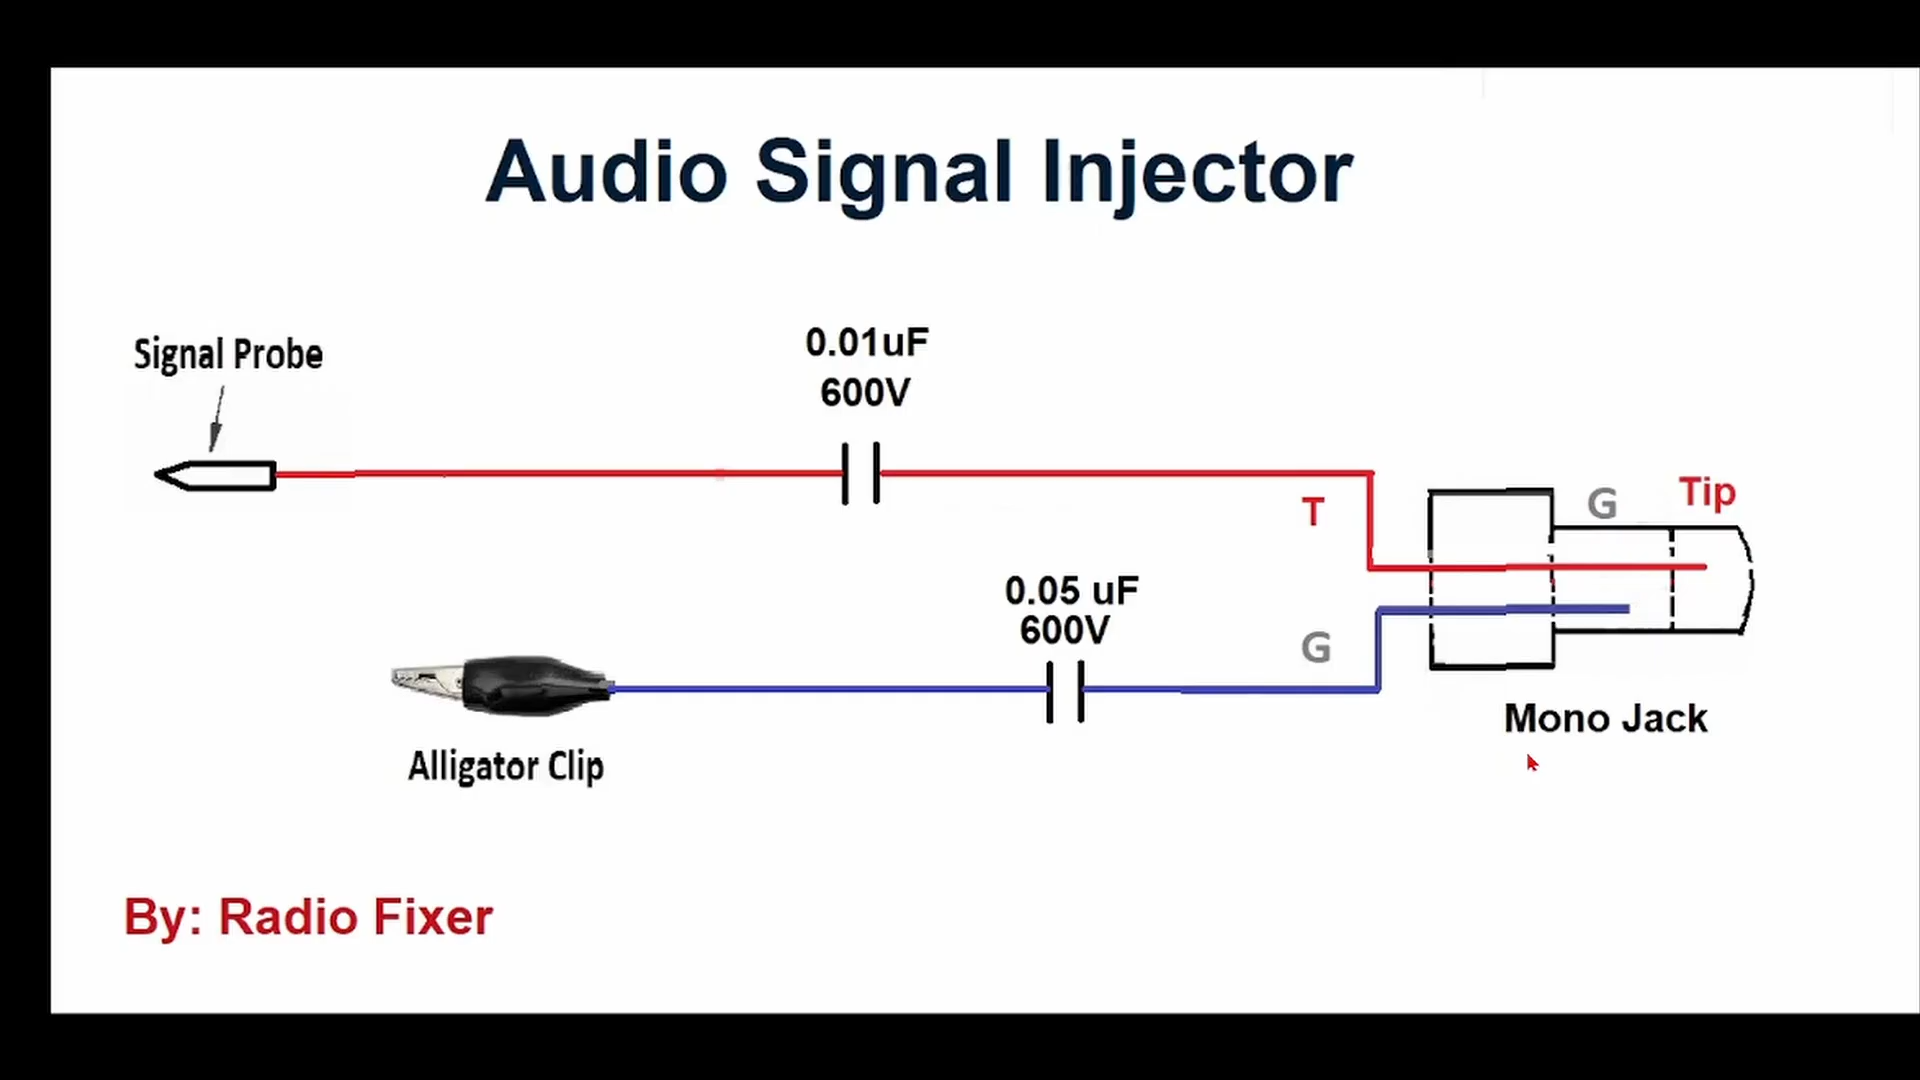 Audio Signal Injector
Signal Probe
0.01uF
600V
T
G
Tip
0.05 uF
600V
G
Mono Jack
Alligator Clip
By: Radio Fixer